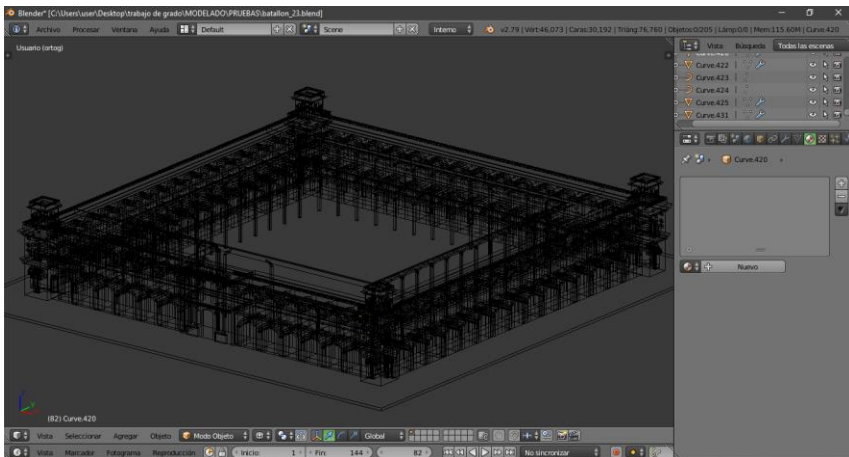 Blender* [C:\Users\user\Desktop\trabajo de grado\MODELADO\PRUEBAS\batallon_23.blend]
Archivo Procesar Ventana Ayuda Default Scene Interno v2.79 | Vért:46,073 | Caras:30,192 | Triáng:76,760 | Objetos:0/205 | Lámp:0/0 | Mem:115.60M | Curve.420
Vista Búsqueda Todas las escenas
Usuario (ortog)
Curve.422
Curve.423
Curve.424
Curve.425
Curve.431
Curve.420
Nuevo
(82) Curve.420
Vista Seleccionar Agregar Objeto Modo Objeto Global
Vista Marcador Fotograma Reproducción Inicio: 1 Fin: 144 82 No sincronizar